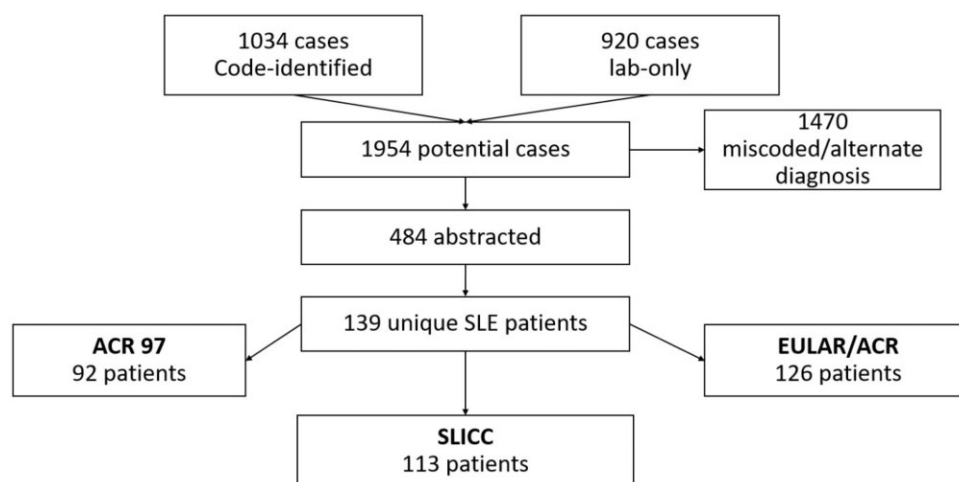 1034 cases
Code-identified
920 cases
lab-only
1954 potential cases
1470
miscoded/alternate
diagnosis
484 abstracted
139 unique SLE patients
ACR 97
92 patients
EULAR/ACR
126 patients
SLICC
113 patients